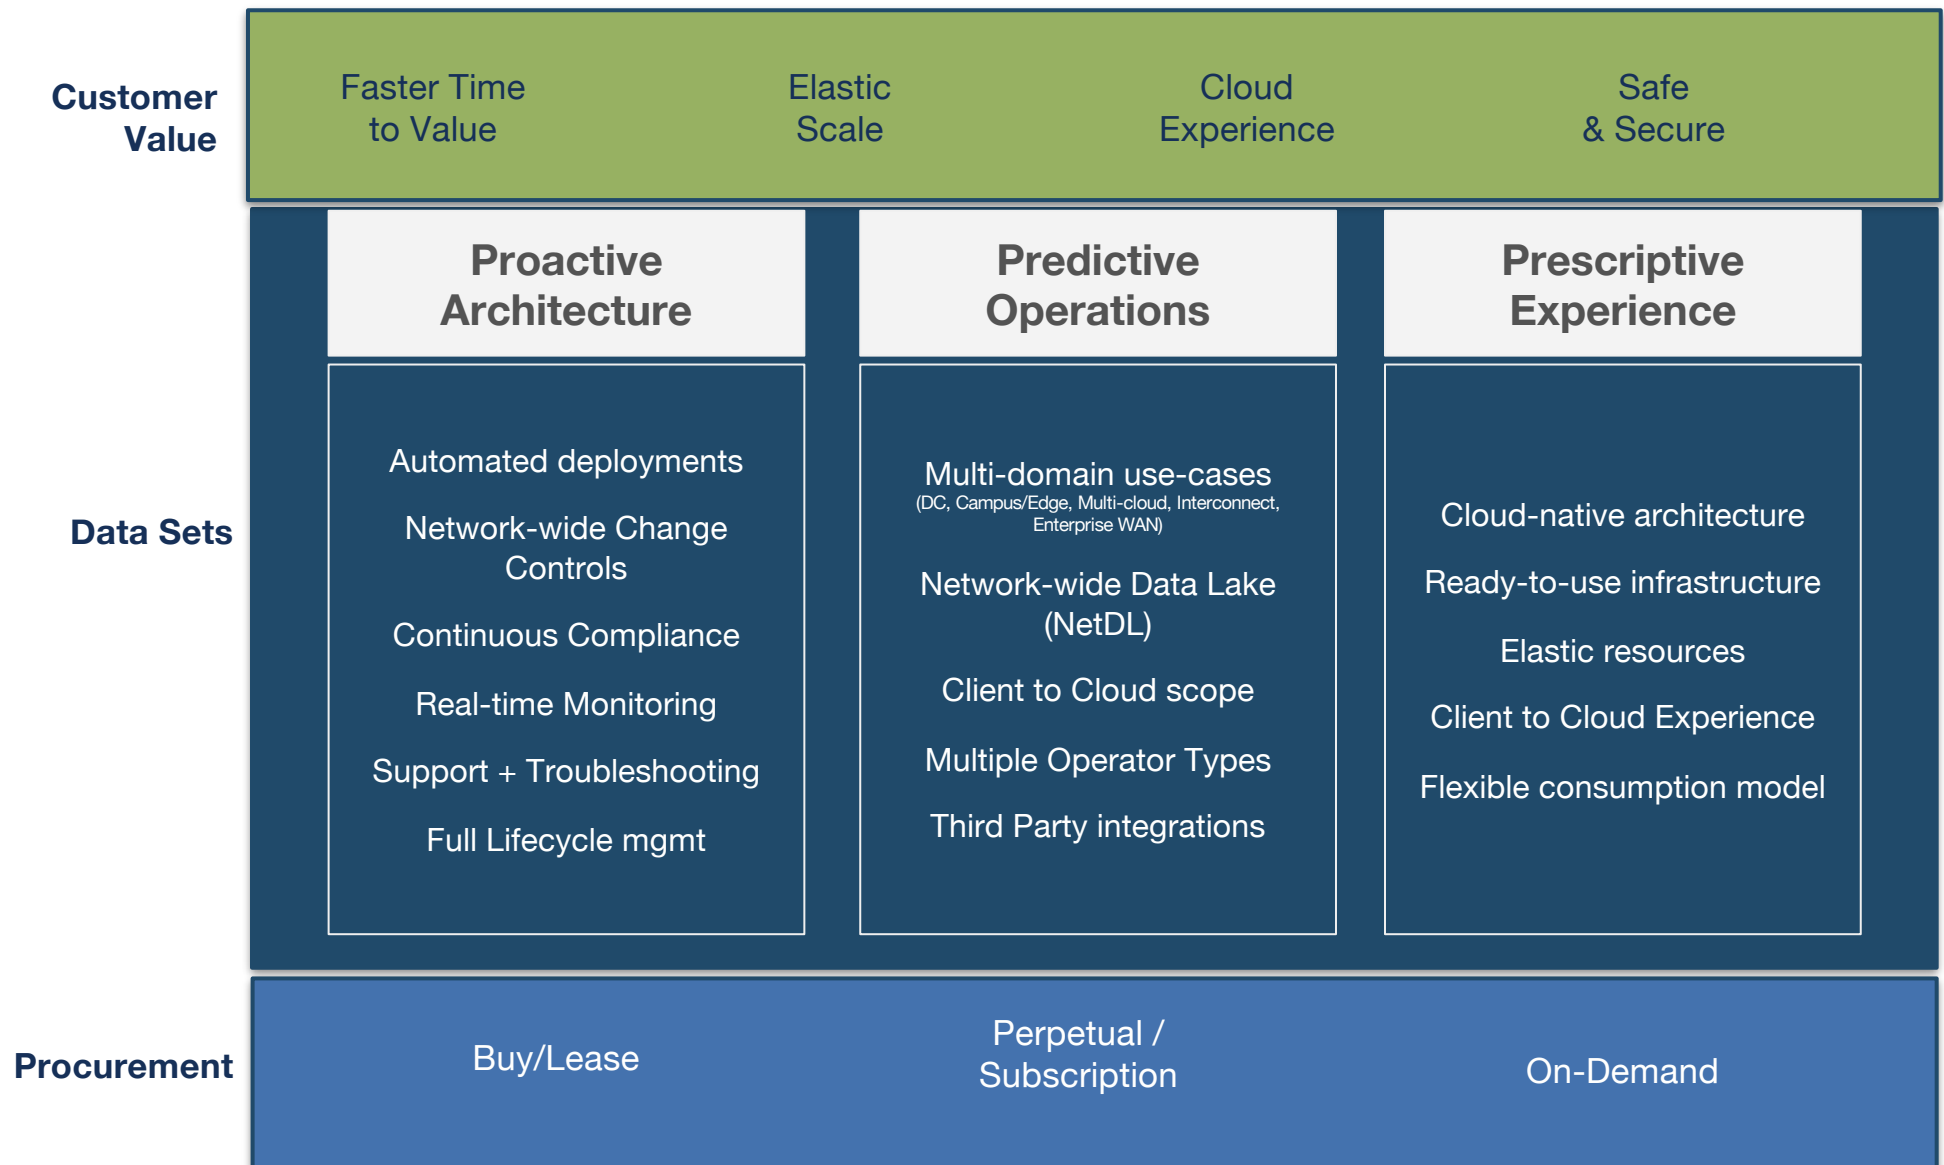 Customer
Value
Faster Time
to Value
Elastic
Scale
Cloud
Experience
Safe
& Secure
Data Sets
Proactive
Architecture
Automated deployments
Network-wide Change
Controls
Continuous Compliance
Real-time Monitoring
Support + Troubleshooting
Full Lifecycle mgmt
Predictive
Operations
Multi-domain use-cases
(DC, Campus/Edge, Multi-cloud, Interconnect,
Enterprise WAN)
Network-wide Data Lake
(NetDL)
Client to Cloud scope
Multiple Operator Types
Third Party integrations
Prescriptive
Experience
Cloud-native architecture
Ready-to-use infrastructure
Elastic resources
Client to Cloud Experience
Flexible consumption model
Procurement
Buy/Lease
Perpetual /
Subscription
On-Demand